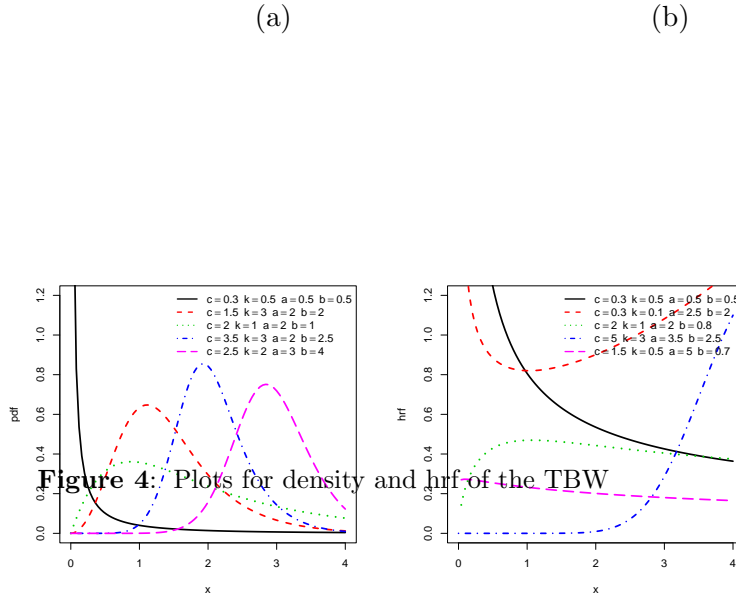 (a)
(b)
c=0.3 k=0.5 a=0.5 b=0.5
c=1.5 k=3 a=2 b=2
c=2 k=1 a=2 b=1
c=3.5 k=3 a=2 b=2.5
c=2.5 k=2 a=3 b=4
pdf
0.0
0.2
0.4
0.6
0.8
1.0
1.2
0
1
2
3
4
x
c=0.3 k=0.5 a=0.5 b=0.5
c=0.3 k=0.1 a=2.5 b=2
c=2 k=1 a=2 b=0.8
c=5 k=3 a=3.5 b=2.5
c=1.5 k=0.5 a=5 b=0.7
hrf
0.0
0.2
0.4
0.6
0.8
1.0
1.2
0
1
2
3
4
x
Figure 4: Plots for density and hrf of the TBW